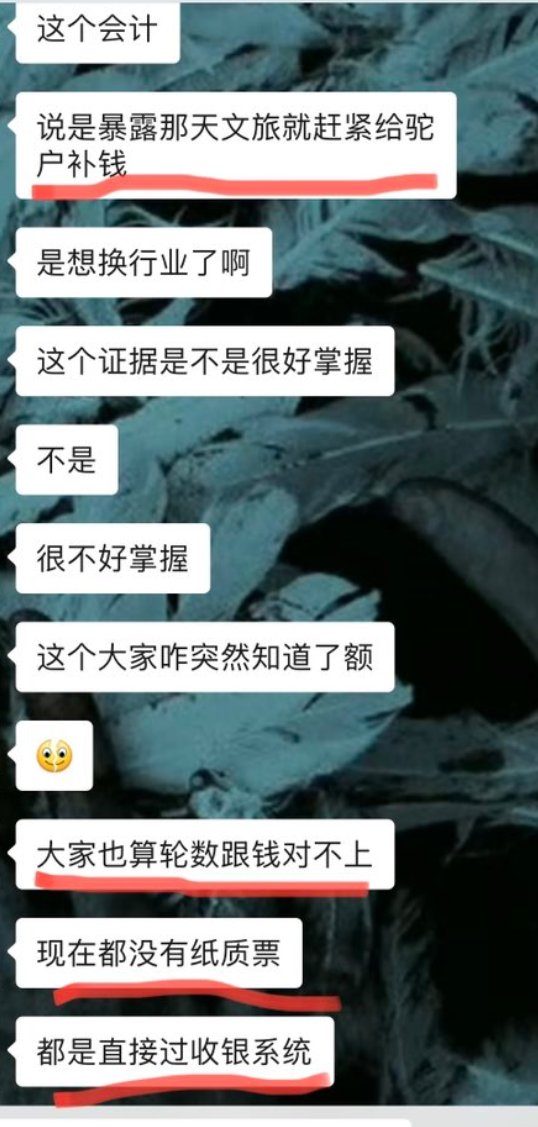 这个会计
说是暴露那天文旅就赶紧给驼
户补钱
是想换行业了啊
这个证据是不是很好掌握
不是
很不好掌握
这个大家咋突然知道了额
大家也算轮数跟钱对不上
现在都没有纸质票
都是直接过收银系统